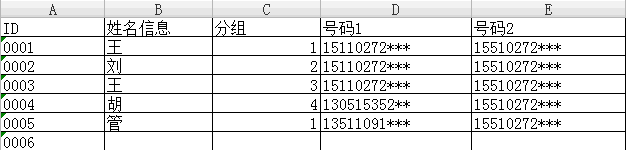 A B C D E
ID 姓名信息 分组 号码1 号码2
0001 王 1 15110272*** 15510272***
0002 刘 2 15110272*** 15510272***
0003 王 3 15110272*** 15510272***
0004 胡 4 130515352** 15510272***
0005 管 1 13511091*** 15510272***
0006